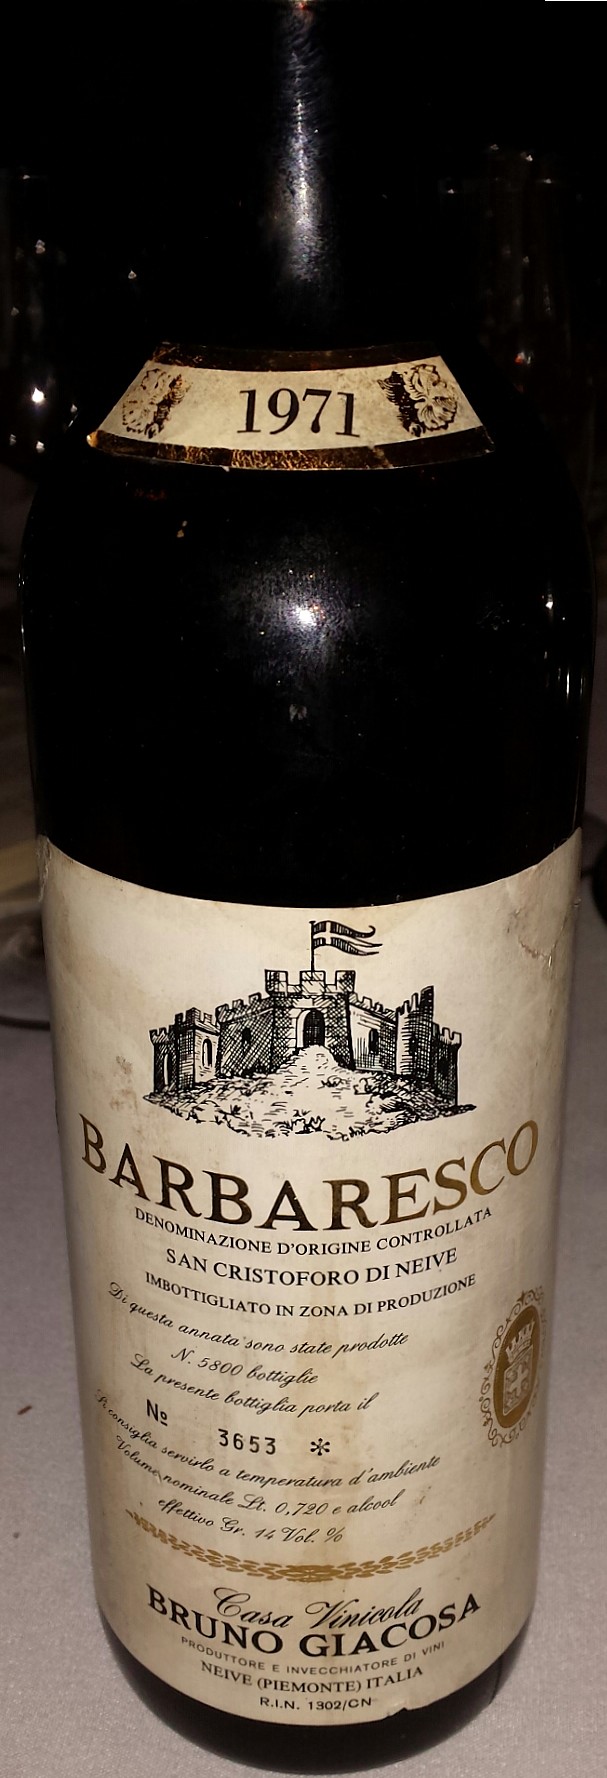 1971
BARBARESCO
DENOMINAZIONE D'ORIGINE CONTROLLATA
SAN CRISTOFORO DI NEIVE
IMBOTTIGLIATO IN ZONA DI PRODUZIONE
Di questa annata sono state prodotte
N. 5800 bottiglie
La presente bottiglia porta il
Nº 3653 *
Si consiglia servirlo a temperatura d'ambiente
Volume nominale Lt. 0,720 e alcool
effettivo Gr. 14 Vol. %
Casa Vinicola
BRUNO GIACOSA
PRODUTTORE E INVECCHIATORE DI VINI
NEIVE (PIEMONTE) ITALIA
R.I.N. 1302/CN